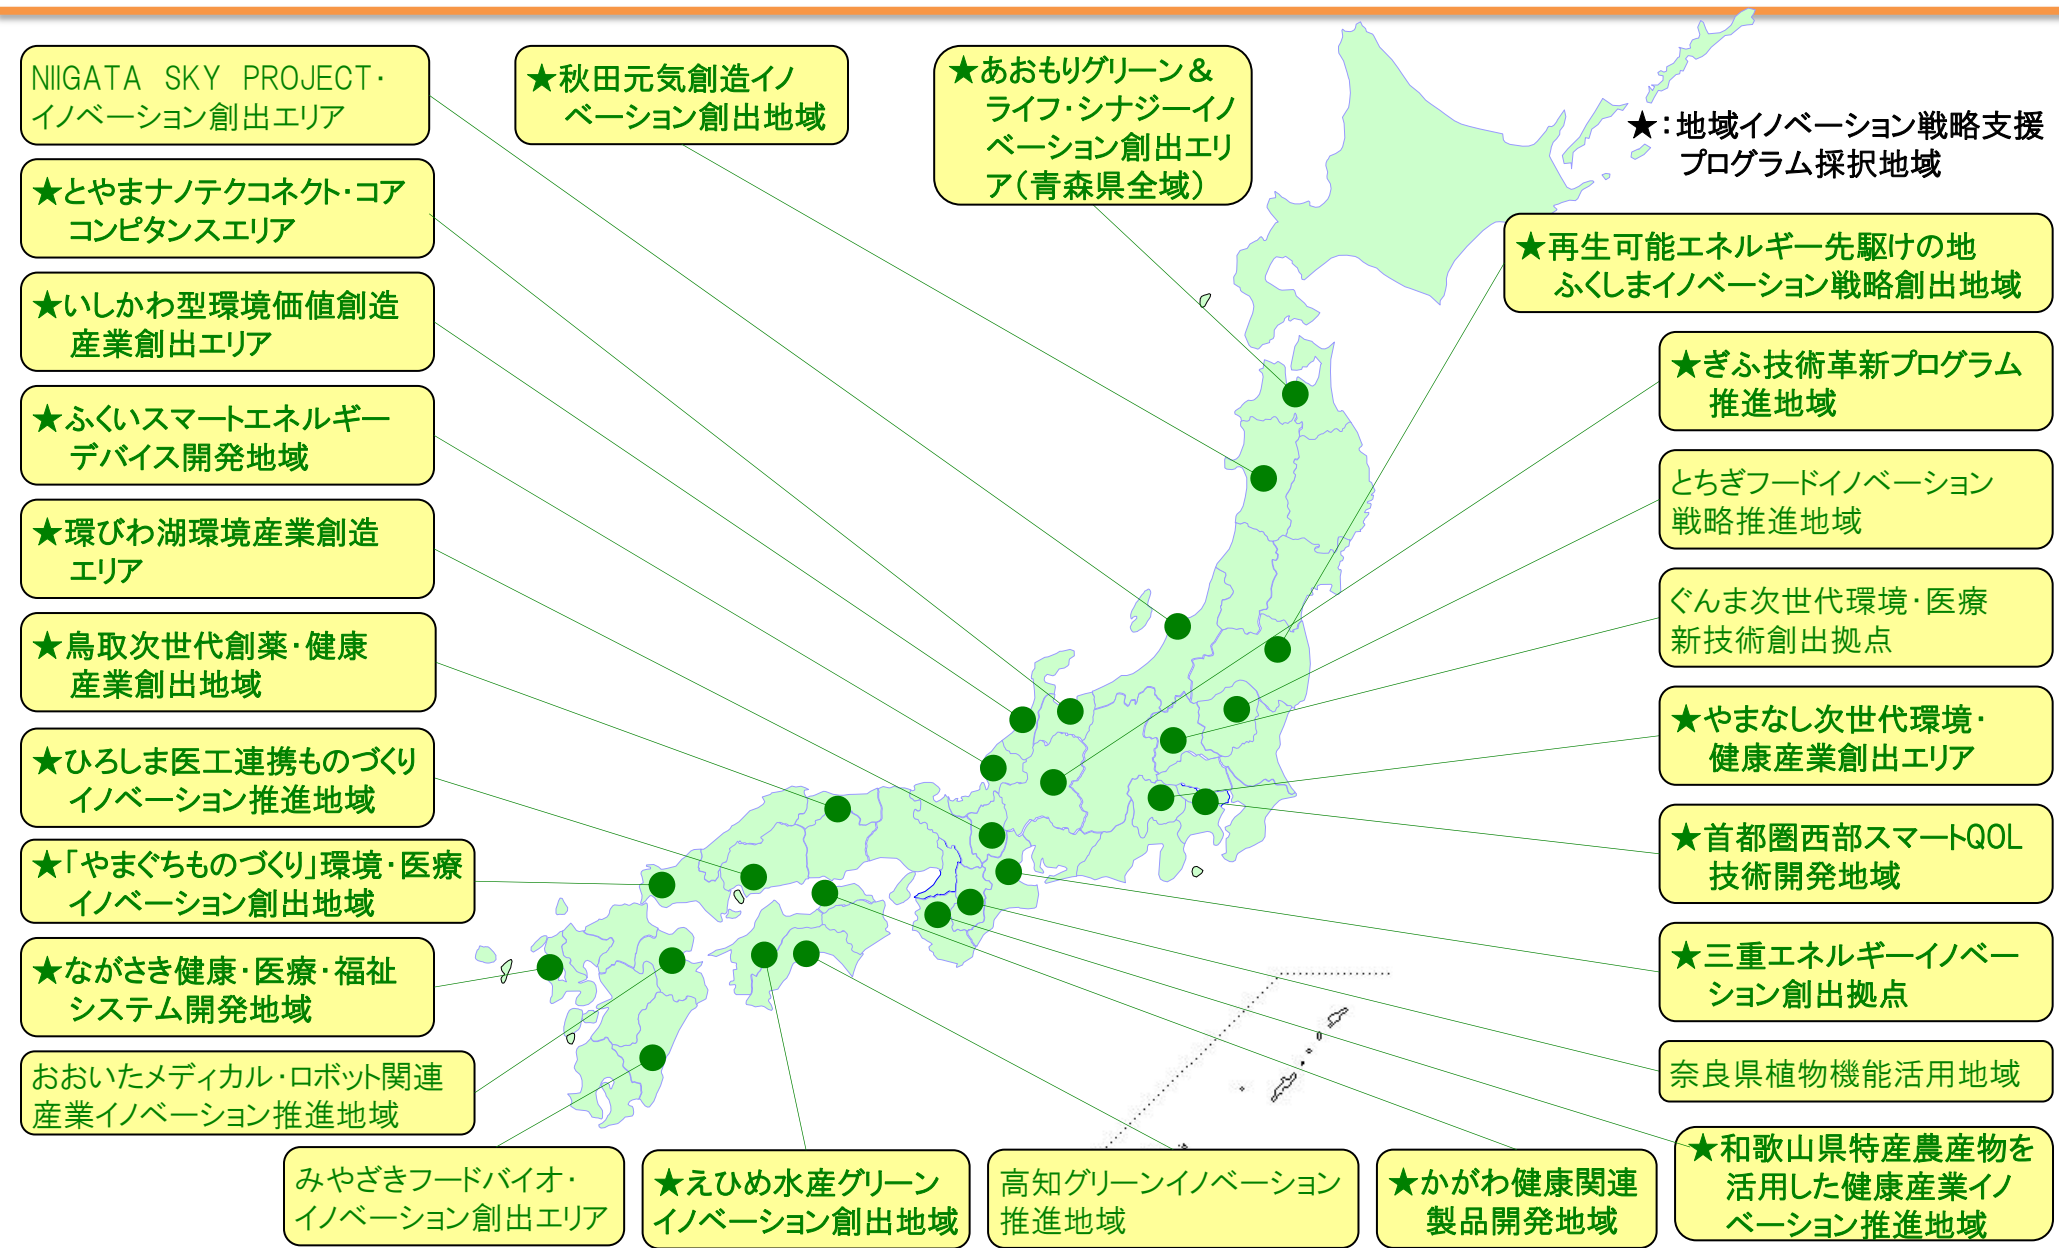 NIIGATA SKY PROJECT・
イノベーション創出エリア
★とやまナノテクコネクト・コア
コンピタンスエリア
★いしかわ型環境価値創造
産業創出エリア
★ふくいスマートエネルギー
デバイス開発地域
★環びわ湖環境産業創造
エリア
★鳥取次世代創薬・健康
産業創出地域
★ひろしま医工連携ものづくり
イノベーション推進地域
★「やまぐちものづくり」環境・医療
イノベーション創出地域
★ながさき健康・医療・福祉
システム開発地域
おおいたメディカル・ロボット関連
産業イノベーション推進地域
みやざきフードバイオ・
イノベーション創出エリア
★えひめ水産グリーン
イノベーション創出地域
高知グリーンイノベーション
推進地域
★かがわ健康関連
製品開発地域
★秋田元気創造イノ
ベーション創出地域
★あおもりグリーン＆
ライフ・シナジーイノ
ベーション創出エリ
ア（青森県全域）
★：地域イノベーション戦略支援
プログラム採択地域
★再生可能エネルギー先駆けの地
ふくしまイノベーション戦略創出地域
★ぎふ技術革新プログラム
推進地域
とちぎフードイノベーション
戦略推進地域
ぐんま次世代環境・医療
新技術創出拠点
★やまなし次世代環境・
健康産業創出エリア
★首都圏西部スマートQOL
技術開発地域
★三重エネルギーイノベー
ション創出拠点
奈良県植物機能活用地域
★和歌山県特産農産物を
活用した健康産業イノ
ベーション推進地域